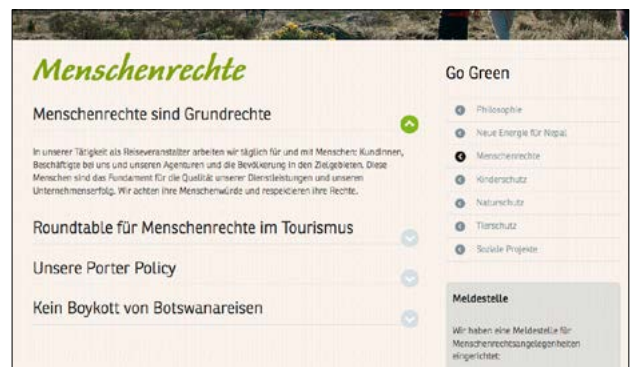 Menschenrechte
Menschenrechte sind Grundrechte
In unserer Tätigkeit als Reiseveranstalter arbeiten wir täglich für und mit Menschen: Kundinnen,
Beschäftigte bei uns und unseren Agenturen und die Bevölkerung in den Zielgebieten. Diese
Menschen sind das Fundament für die Qualität unserer Dienstleistungen und unseren
Unternehmenserfolg. Wir achten ihre Menschenwürde und respektieren ihre Rechte.
Roundtable für Menschenrechte im Tourismus
Unsere Porter Policy
Kein Boykott von Botswanareisen
Go Green
Philosophie
Neue Energie für Nepal
Menschenrechte
Kinderschutz
Naturschutz
Tierschutz
Soziale Projekte
Meldestelle
Wir haben eine Meldestelle für
Menschenrechtsangelegenheiten
eingerichtet: